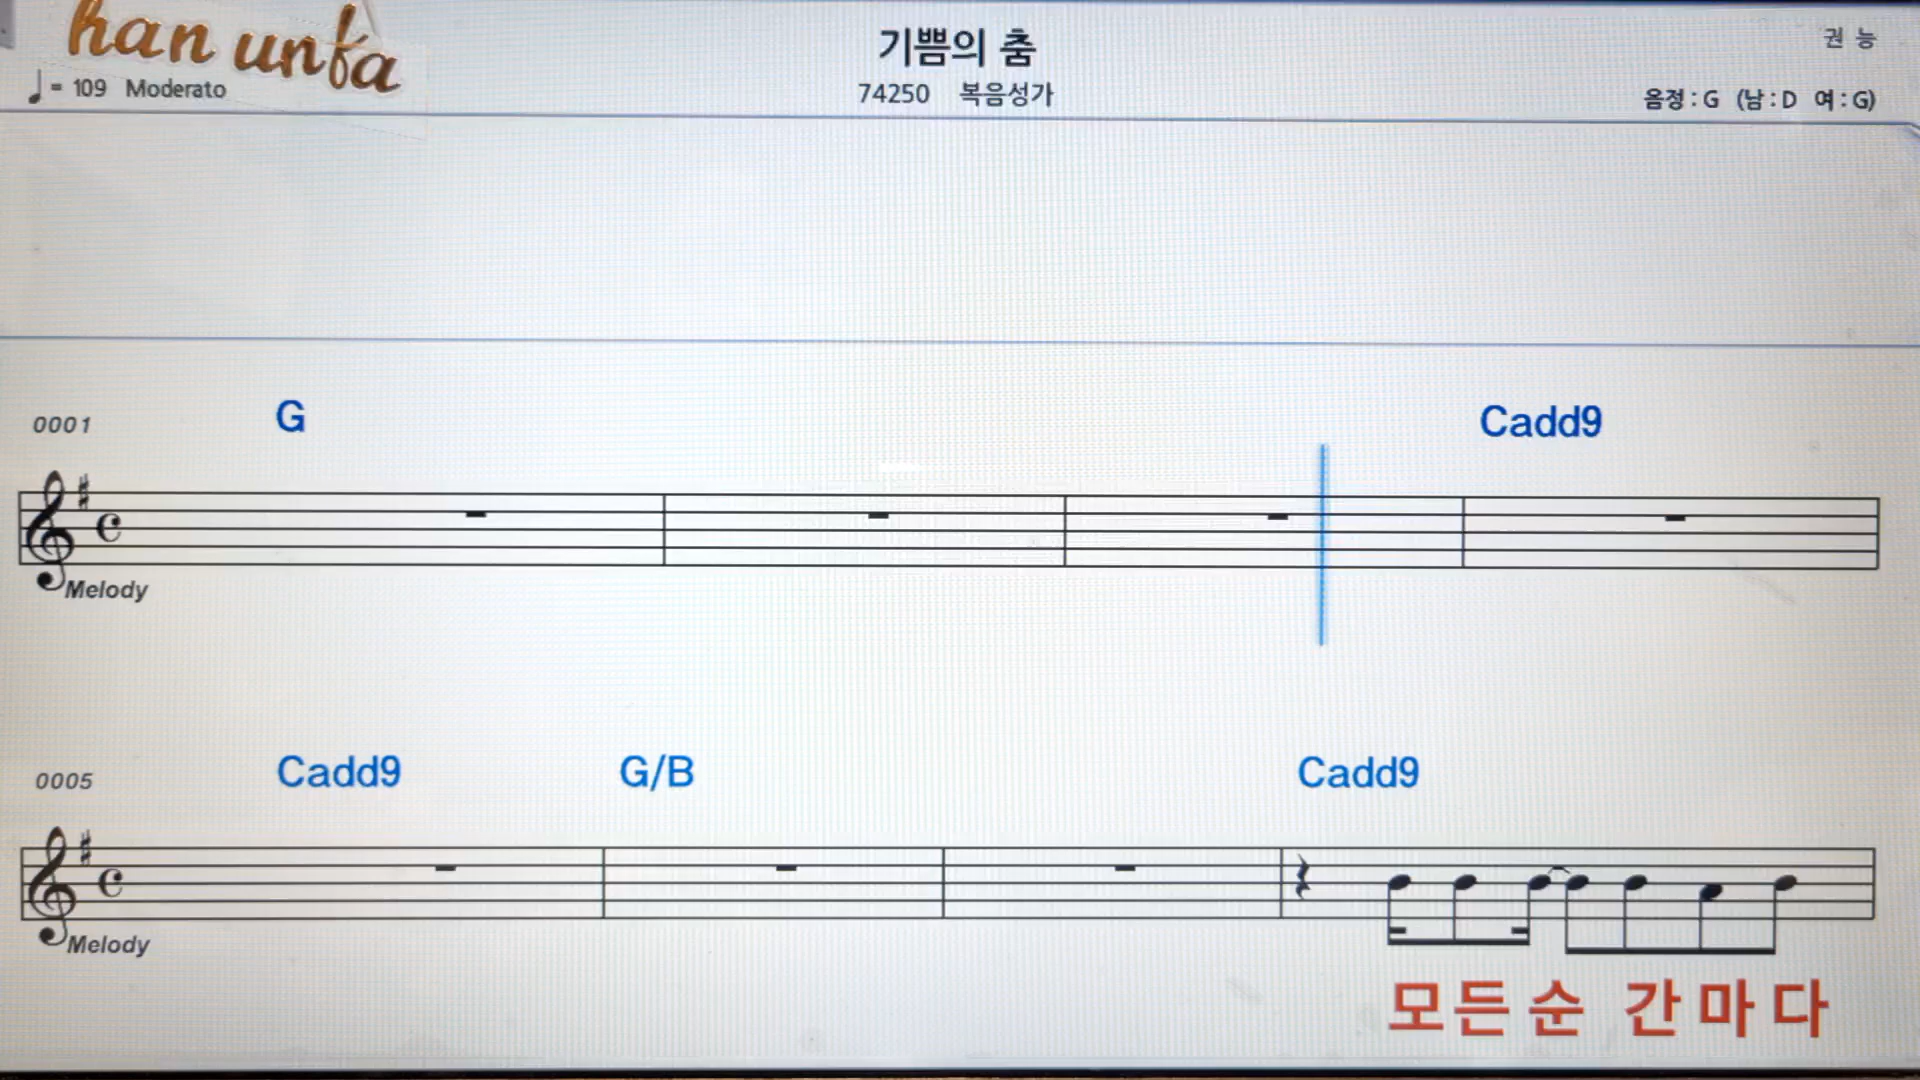 han unfa
기쁨의 춤
권 능
♩= 109 Moderato
74250 복음성가
음정 : G (남 : D 여 : G)
0001
G
Cadd9
Melody
0005
Cadd9
G/B
Cadd9
Melody
모든순 간마다